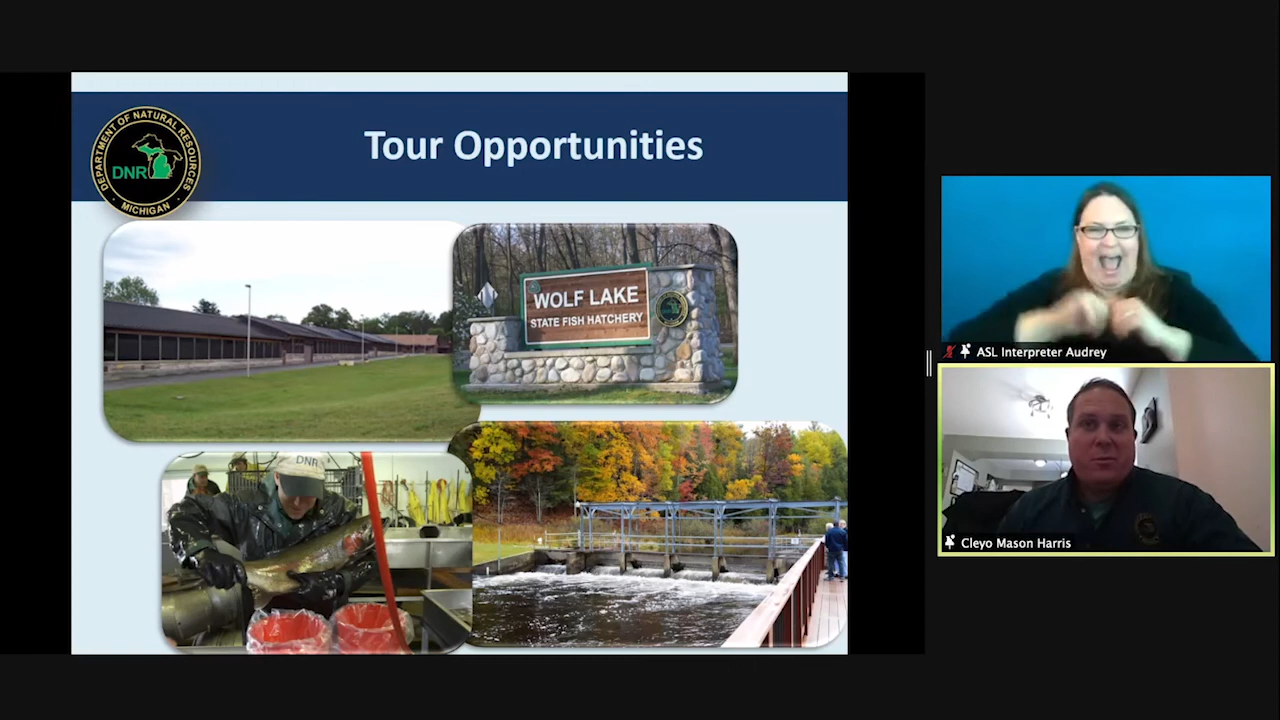 Tour Opportunities
DEPARTMENT OF NATURAL RESOURCES
DNR
MICHIGAN
WOLF LAKE
STATE FISH HATCHERY
DNR
ASL Interpreter Audrey
Cleyo Mason Harris